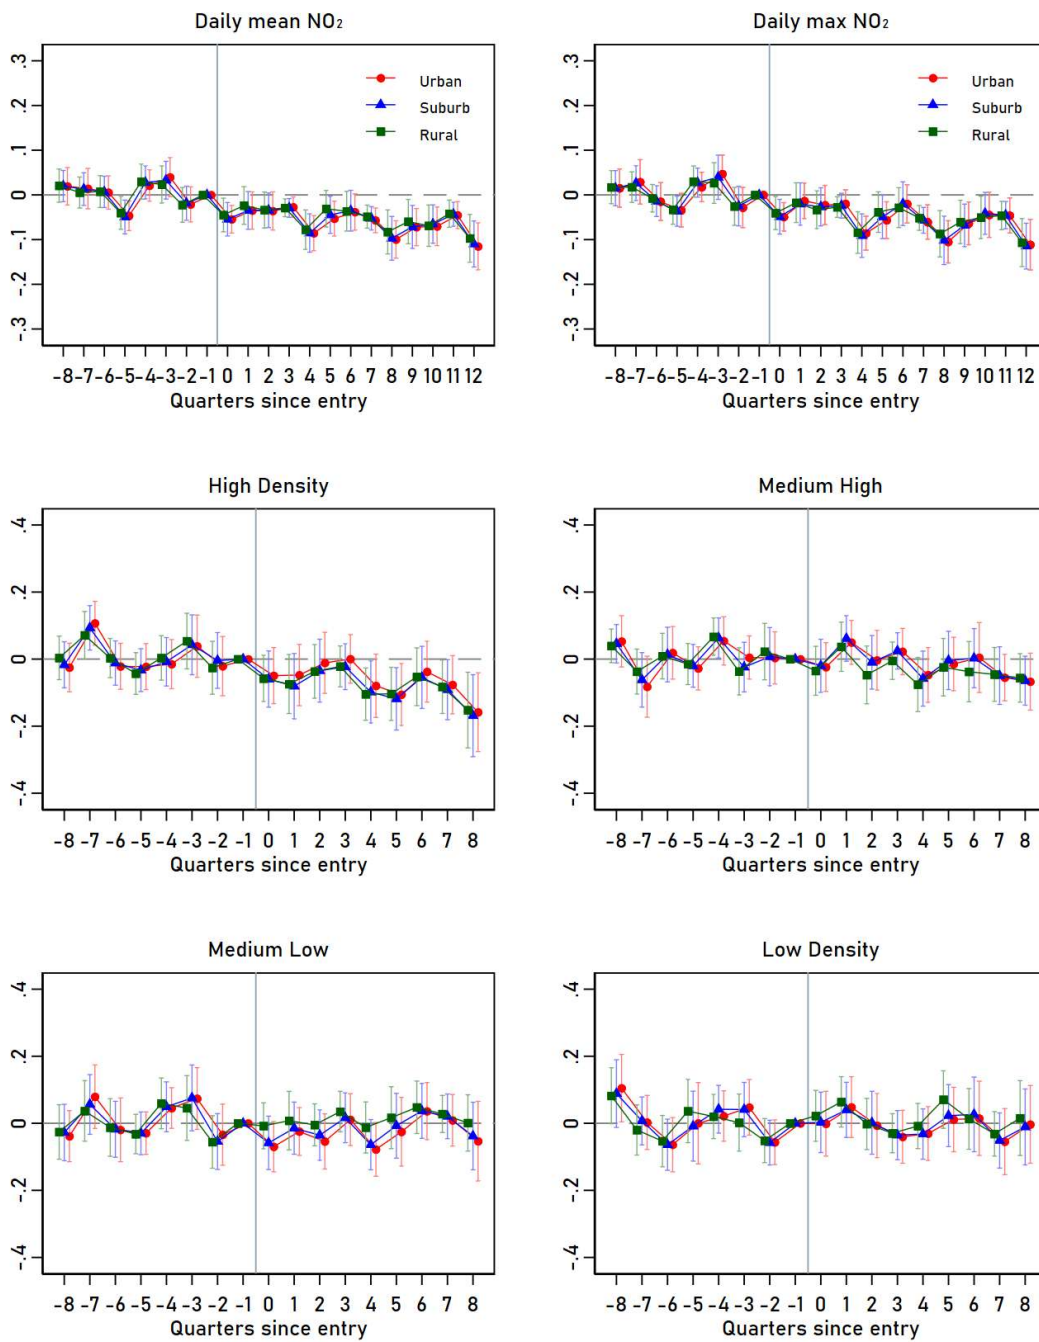 Daily mean NO₂
.3
.2
.1
0
-.1
-.2
-.3
Urban
Suburb
Rural
-8 -7 -6 -5 -4 -3 -2 -1 0 1 2 3 4 5 6 7 8 9 10 11 12
Quarters since entry
Daily max NO₂
.3
.2
.1
0
-.1
-.2
-.3
Urban
Suburb
Rural
-8 -7 -6 -5 -4 -3 -2 -1 0 1 2 3 4 5 6 7 8 9 10 11 12
Quarters since entry
High Density
.4
.2
0
-.2
-.4
-8 -7 -6 -5 -4 -3 -2 -1 0 1 2 3 4 5 6 7 8
Quarters since entry
Medium High
.4
.2
0
-.2
-.4
-8 -7 -6 -5 -4 -3 -2 -1 0 1 2 3 4 5 6 7 8
Quarters since entry
Medium Low
.4
.2
0
-.2
-.4
-8 -7 -6 -5 -4 -3 -2 -1 0 1 2 3 4 5 6 7 8
Quarters since entry
Low Density
.4
.2
0
-.2
-.4
-8 -7 -6 -5 -4 -3 -2 -1 0 1 2 3 4 5 6 7 8
Quarters since entry